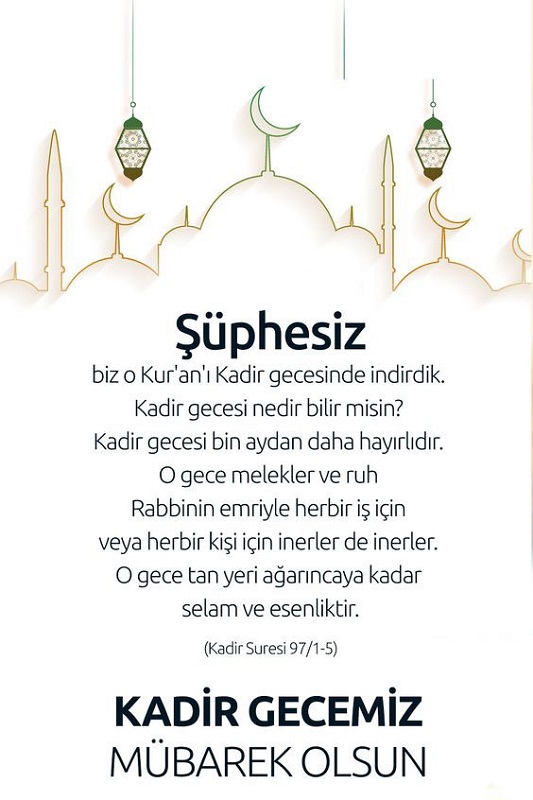 Şüphesiz
biz o Kur'an'ı Kadir gecesinde indirdik.
Kadir gecesi nedir bilir misin?
Kadir gecesi bin aydan daha hayırlıdır.
O gece melekler ve ruh
Rabbinin emriyle herbir iş için
veya herbir kişi için inerler de inerler.
O gece tan yeri ağarıncaya kadar
selam ve esenliktir.
(Kadir Suresi 97/1-5)
KADİR GECEMİZ
MÜBAREK OLSUN